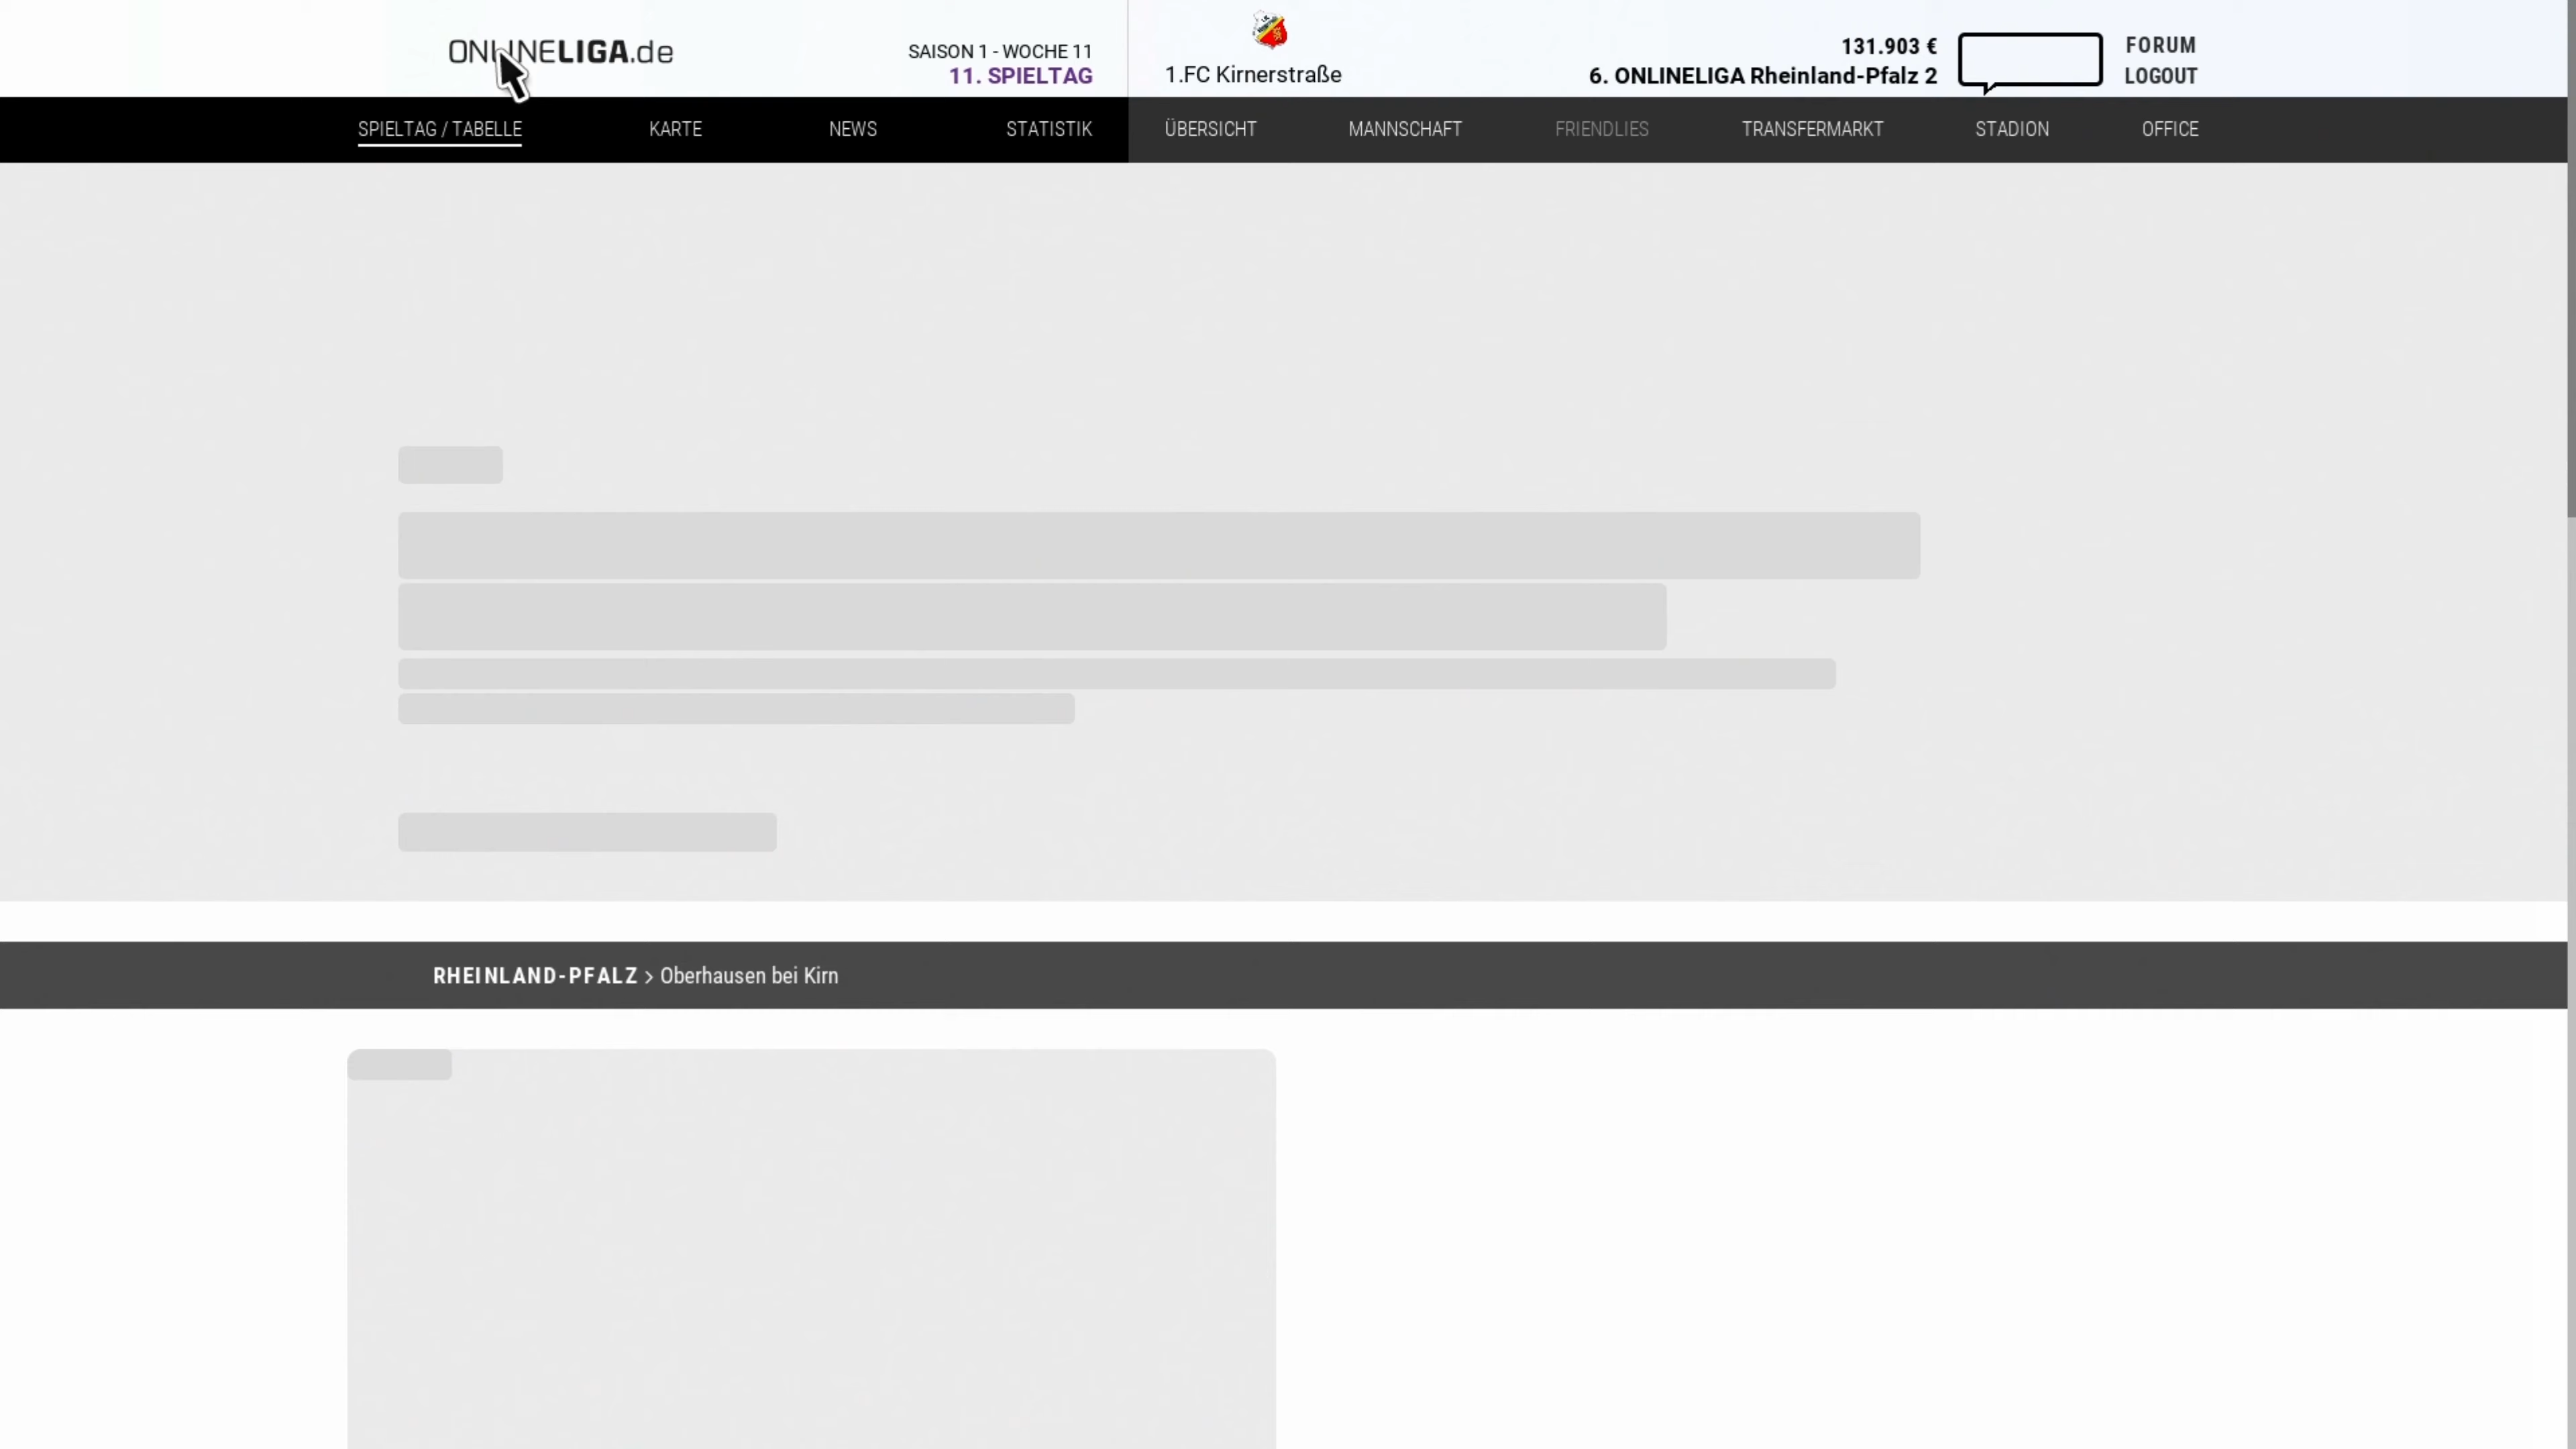 ONLINELIGA.de
SAISON 1 - WOCHE 11
11. SPIELTAG
1.FC Kirnerstraße
131.903 €
6. ONLINELIGA Rheinland-Pfalz 2
FORUM
LOGOUT
SPIELTAG / TABELLE
KARTE
NEWS
STATISTIK
ÜBERSICHT
MANNSCHAFT
FRIENDLIES
TRANSFERMARKT
STADION
OFFICE
RHEINLAND-PFALZ > Oberhausen bei Kirn